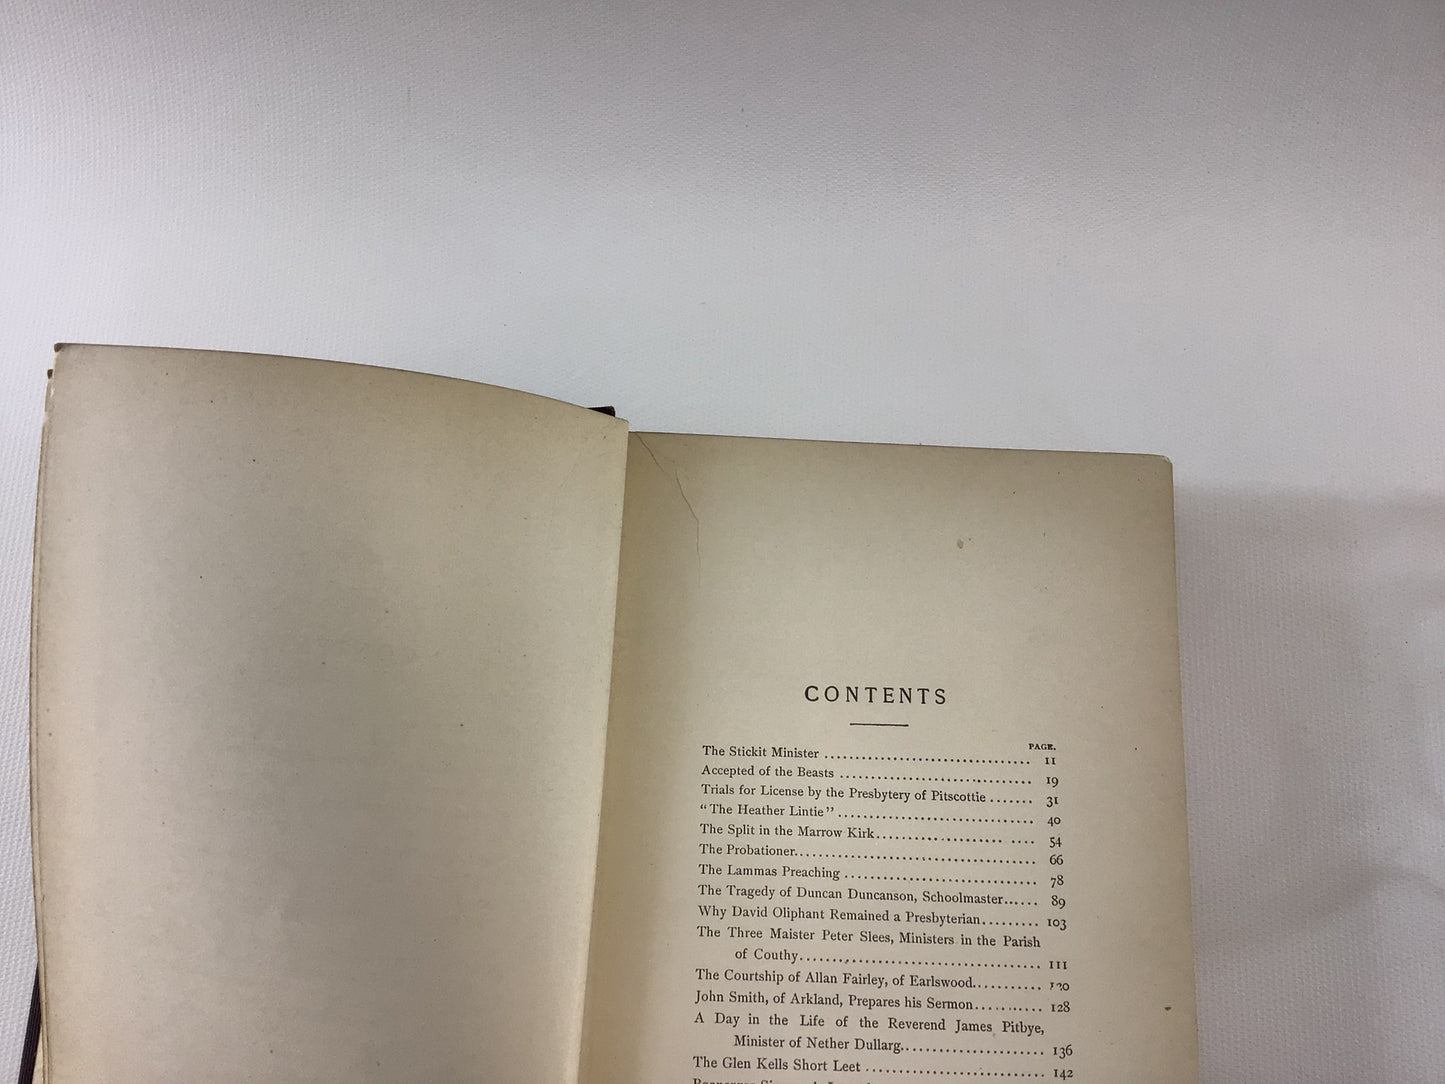 CONTENTS
PAGE.
The Stickit Minister ................................. 11
Accepted of the Beasts ............................... 19
Trials for License by the Presbytery of Pitscottie ....... 31
“The Heather Lintie” ................................ 40
The Split in the Marrow Kirk.................... .... 54
The Probationer....................................... 66
The Lammas Preaching ............................... 78
The Tragedy of Duncan Duncanson, Schoolmaster...... 89
Why David Oliphant Remained a Presbyterian......... 103
The Three Maister Peter Slees, Ministers in the Parish
of Couthy....................................... 111
The Courtship of Allan Fairley, of Earlswood...........
John Smith, of Arkland, Prepares his Sermon........... 128
A Day in the Life of the Reverend James Pitbye,
Minister of Nether Dullarg....................... 136
The Glen Kells Short Leet ............................. 142